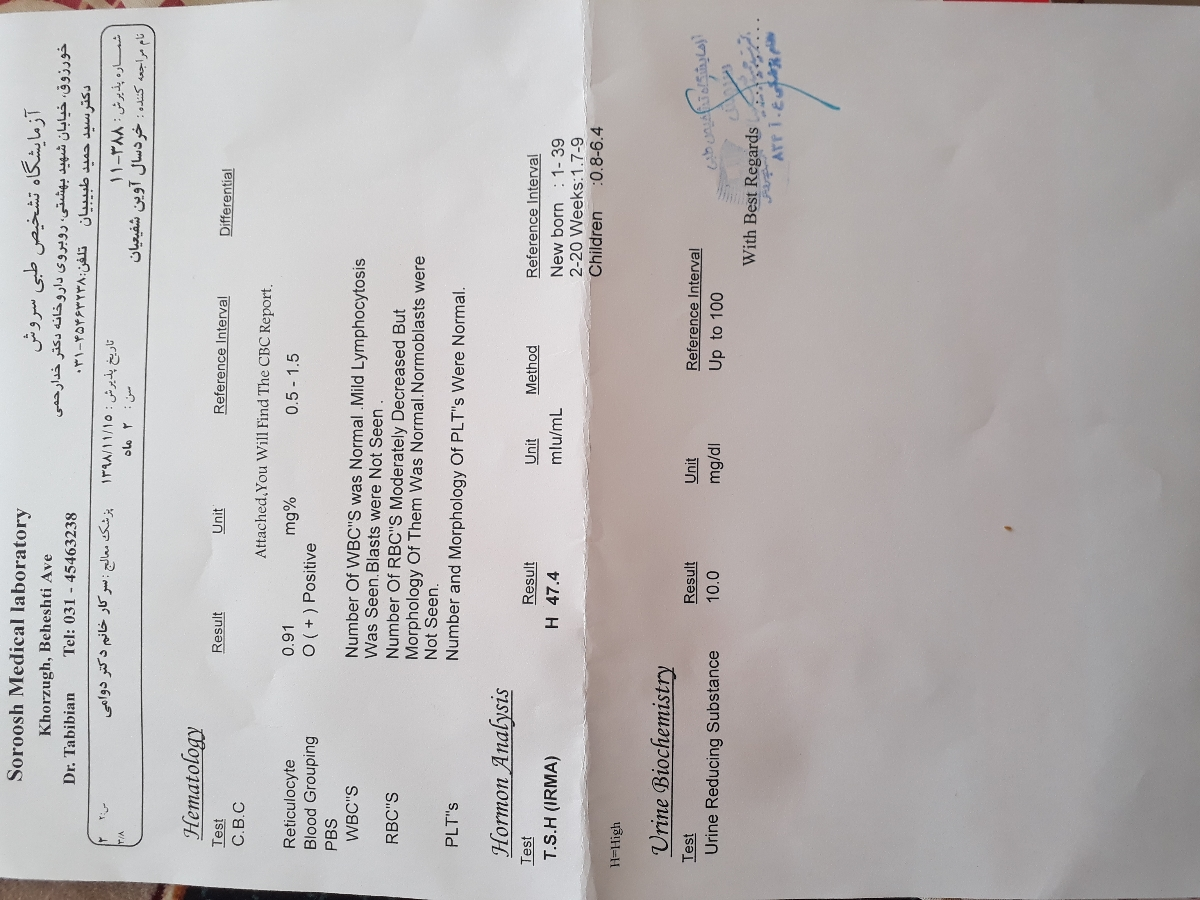 Soroosh Medical laboratory
Khorzugh, Beheshti Ave
Dr. Tabibian Tel: 031 - 45463238
آزمایشگاه تشخیص طبی سروش
خورزوق، خیابان شهید بهشتی، روبروی داروخانه دکتر خدارحمی
دکتر سید حمید طبیبیان تلفن: ۰۳۱-۴۵۴۶۳۲۳۸
شماره پذیرش : ۱۱-۳۸۸ تاریخ پذیرش : ۱۳۹۸/۱۱/۱۵ پزشک معالج : سرکار خانم دکتر دوامی
نام مراجعه کننده : خردسال آوین شفیعیان سن : ۲ ماه
Hematology
Test Result Unit Reference Interval Differential
C.B.C Attached,You Will Find The CBC Report.
Reticulocyte 0.91 mg% 0.5 - 1.5
Blood Grouping O ( + ) Positive
PBS
WBC"S Number Of WBC"S was Normal .Mild Lymphocytosis
Was Seen.Blasts were Not Seen .
RBC"S Number Of RBC"S Moderately Decreased But
Morphology Of Them Was Normal.Normoblasts were
Not Seen.
PLT"s Number and Morphology Of PLT"s Were Normal.
Hormon Analysis
Test Result Unit Method Reference Interval
T.S.H (IRMA) H 47.4 mIu/mL New born : 1- 39
2-20 Weeks:1.7-9
Children :0.8-6.4
H=High
Urine Biochemistry
Test Result Unit Reference Interval
Urine Reducing Substance 10.0 mg/dl Up to 100
With Best Regards